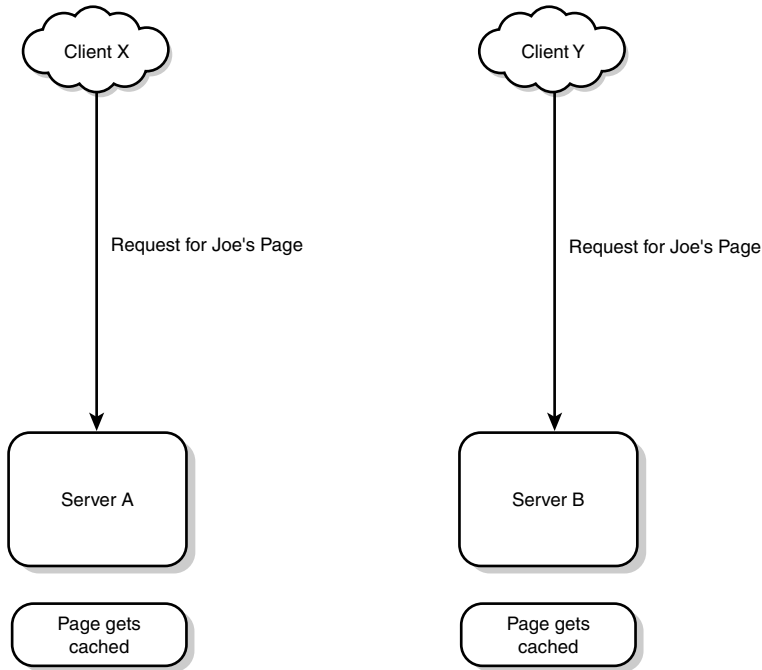 Client X
Client Y
Request for Joe's Page
Request for Joe's Page
Server A
Server B
Page gets
cached
Page gets
cached